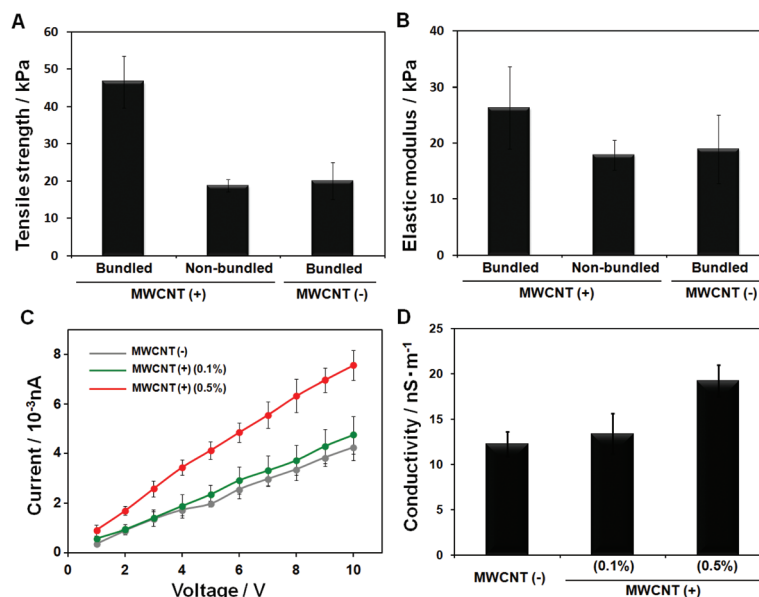 A
Tensile strength / kPa
60
50
40
30
20
10
0
Bundled
Non-bundled
Bundled
MWCNT (+)
MWCNT (-)
B
Elastic modulus / kPa
40
30
20
10
0
Bundled
Non-bundled
Bundled
MWCNT (+)
MWCNT (-)
C
Current / 10⁻³nA
8
6
4
2
0
MWCNT (-)
MWCNT (+) (0.1%)
MWCNT (+) (0.5%)
0
2
4
6
8
10
Voltage / V
D
Conductivity / nS・m⁻¹
25
20
15
10
5
0
MWCNT (-)
(0.1%)
(0.5%)
MWCNT (+)